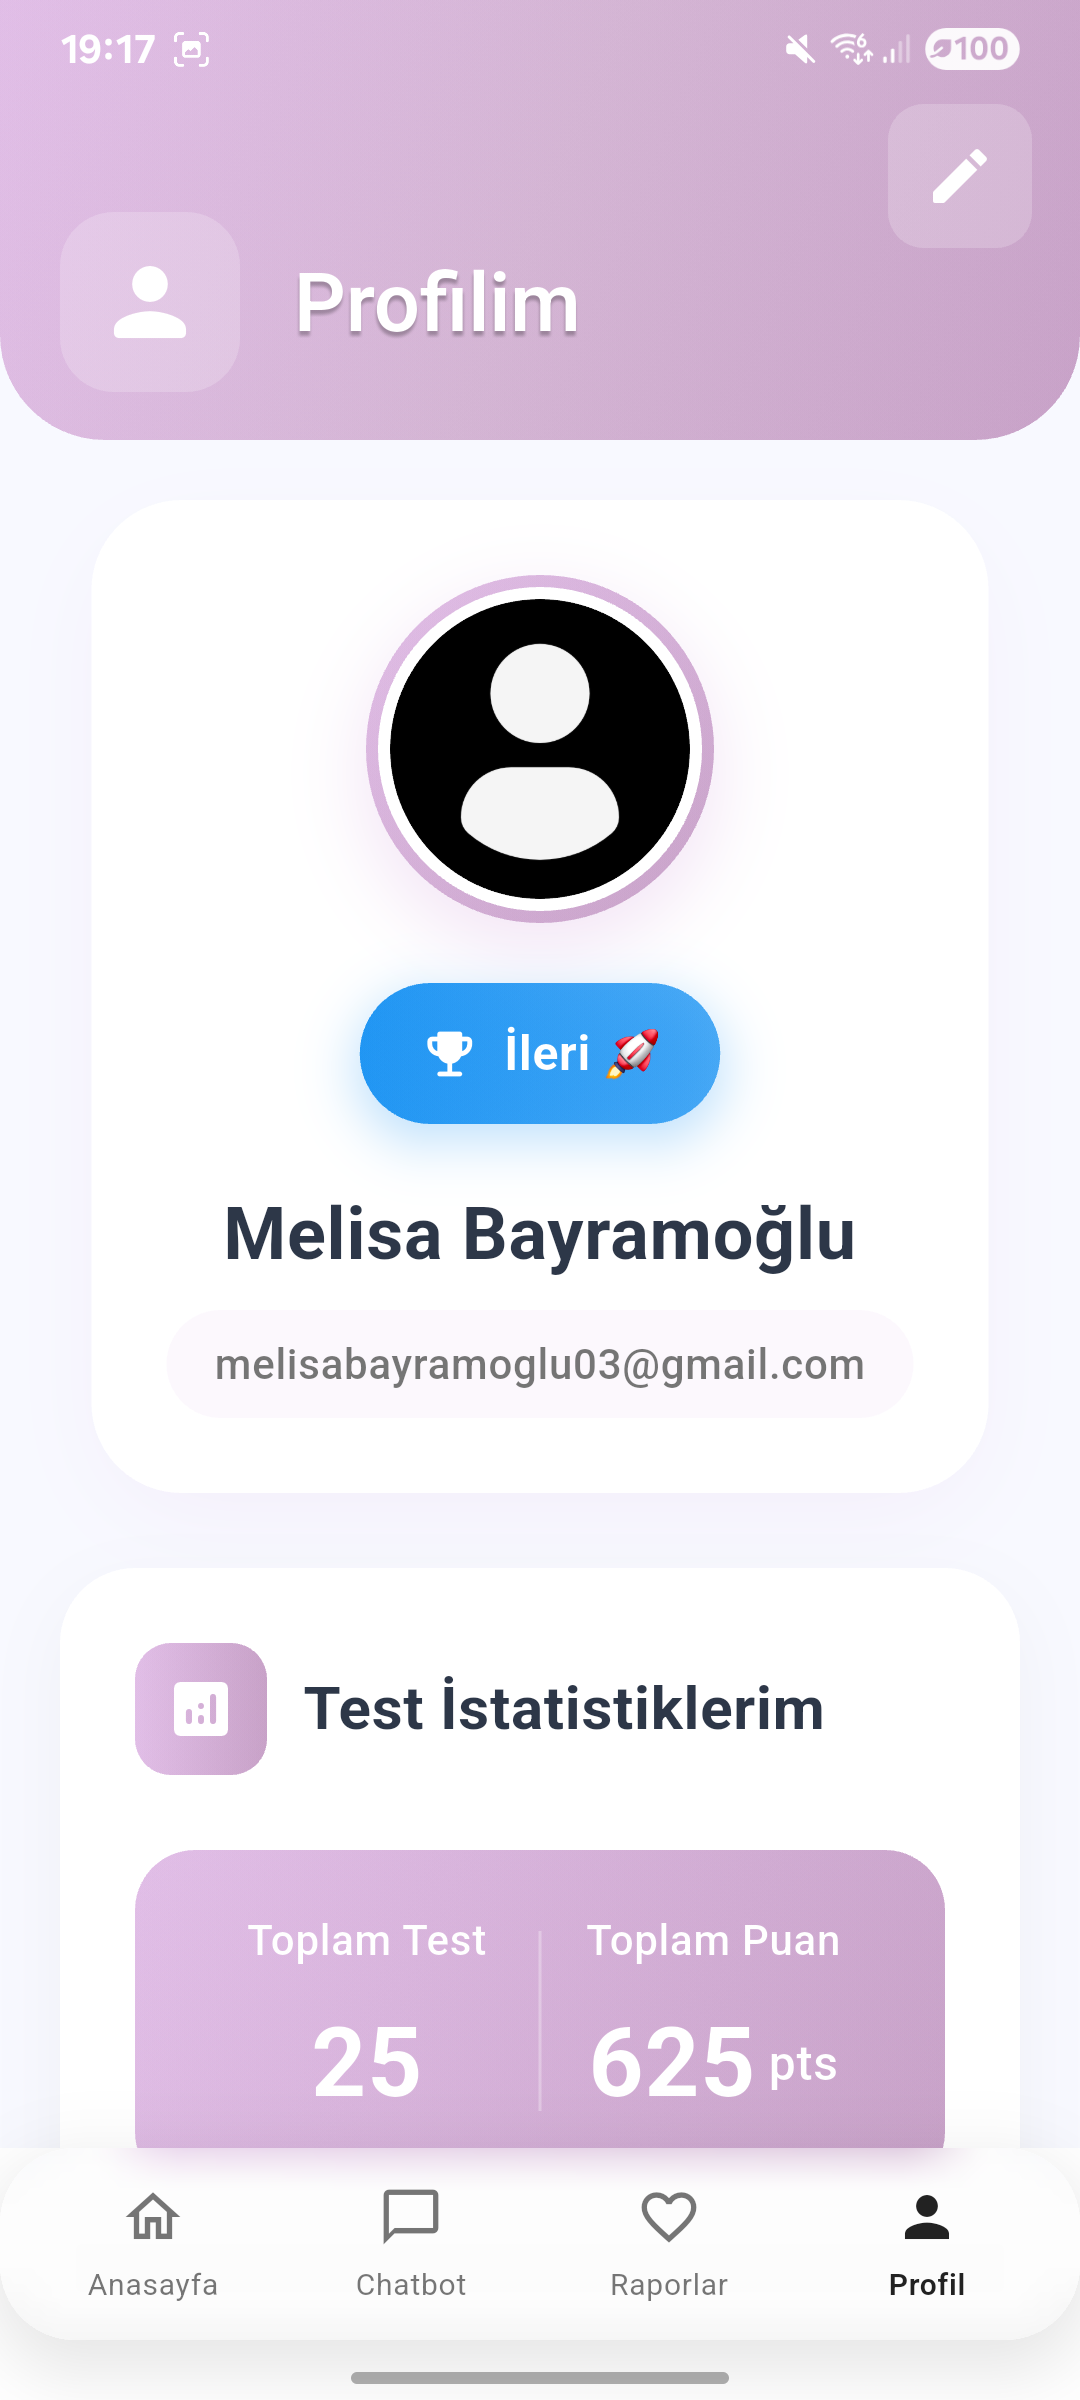 19:17
6
100
Profilim
İleri 🚀
Melisa Bayramoğlu
melisabayramoglu03@gmail.com
Test İstatistiklerim
Toplam Test
Toplam Puan
25
625 pts
Anasayfa
Chatbot
Raporlar
Profil